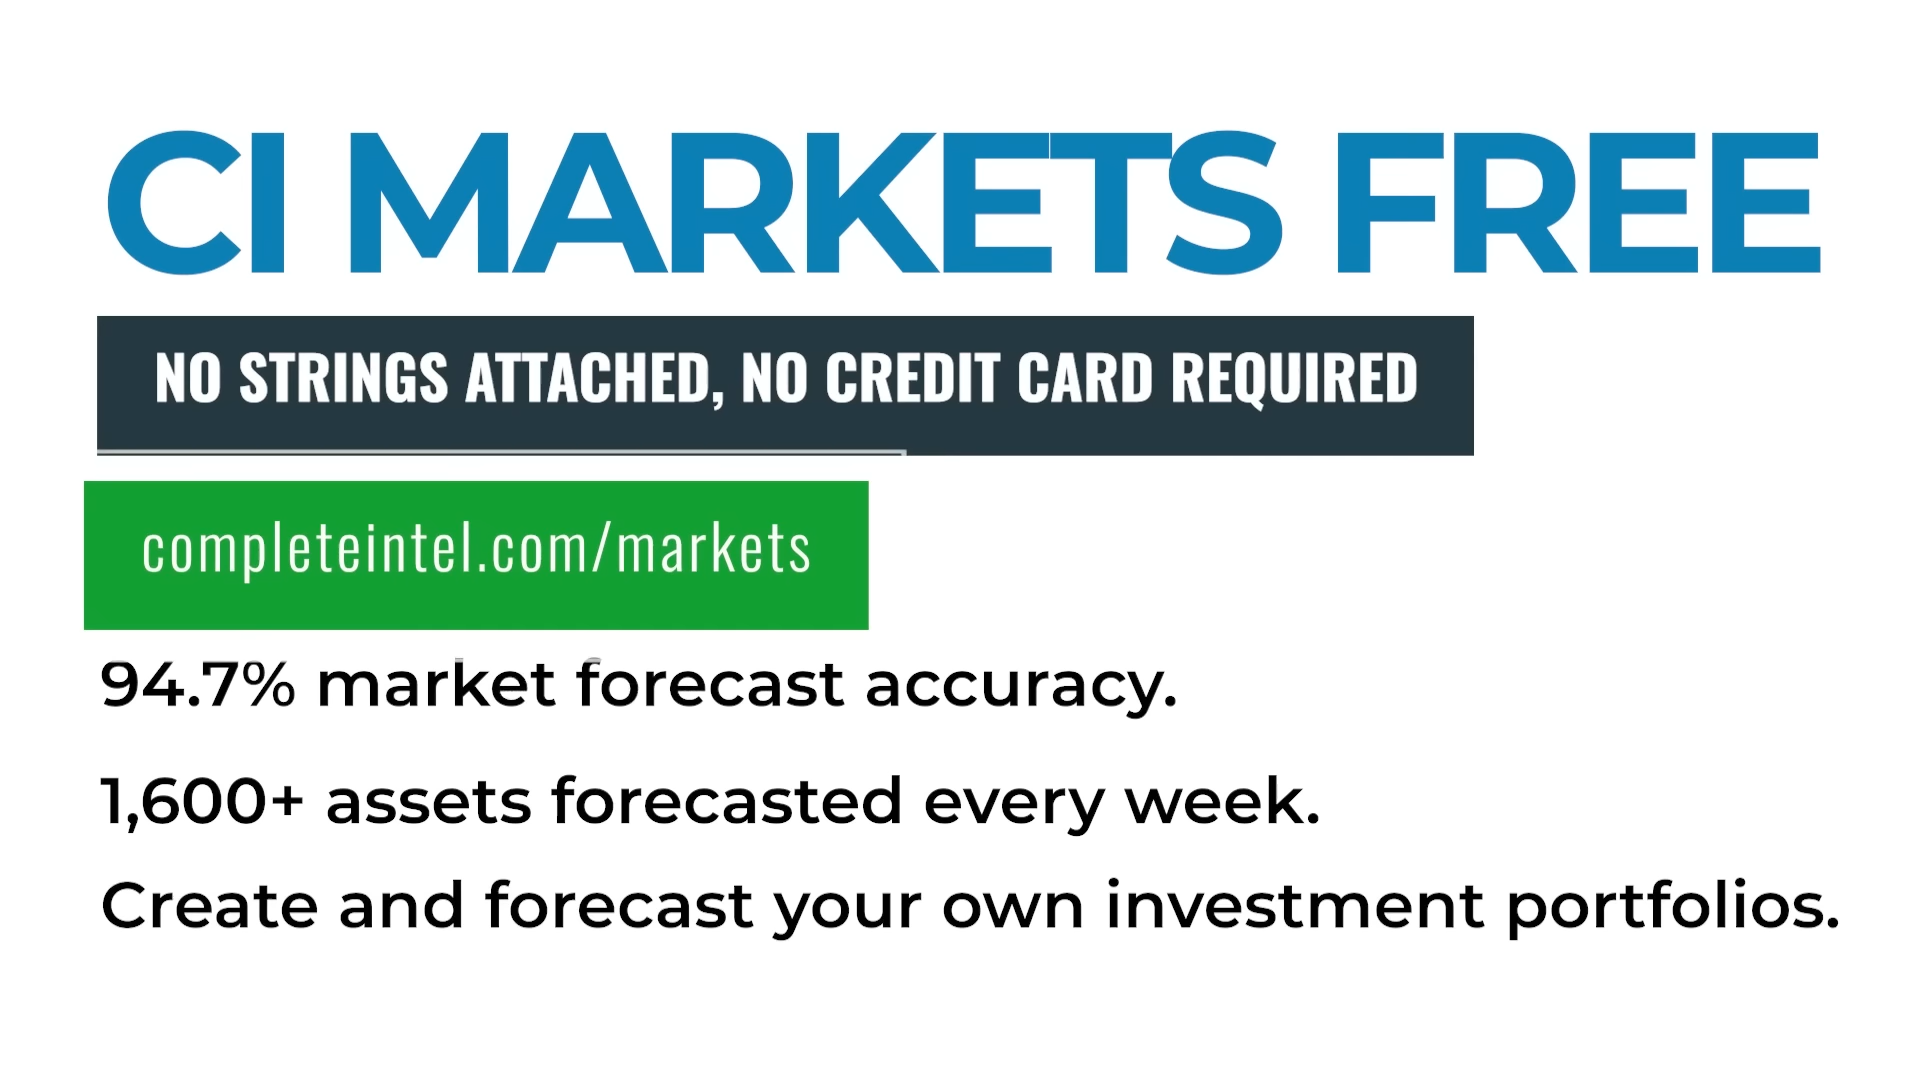 CI MARKETS FREE
NO STRINGS ATTACHED, NO CREDIT CARD REQUIRED
completeintel.com/markets
94.7% market forecast accuracy.
1,600+ assets forecasted every week.
Create and forecast your own investment portfolios.